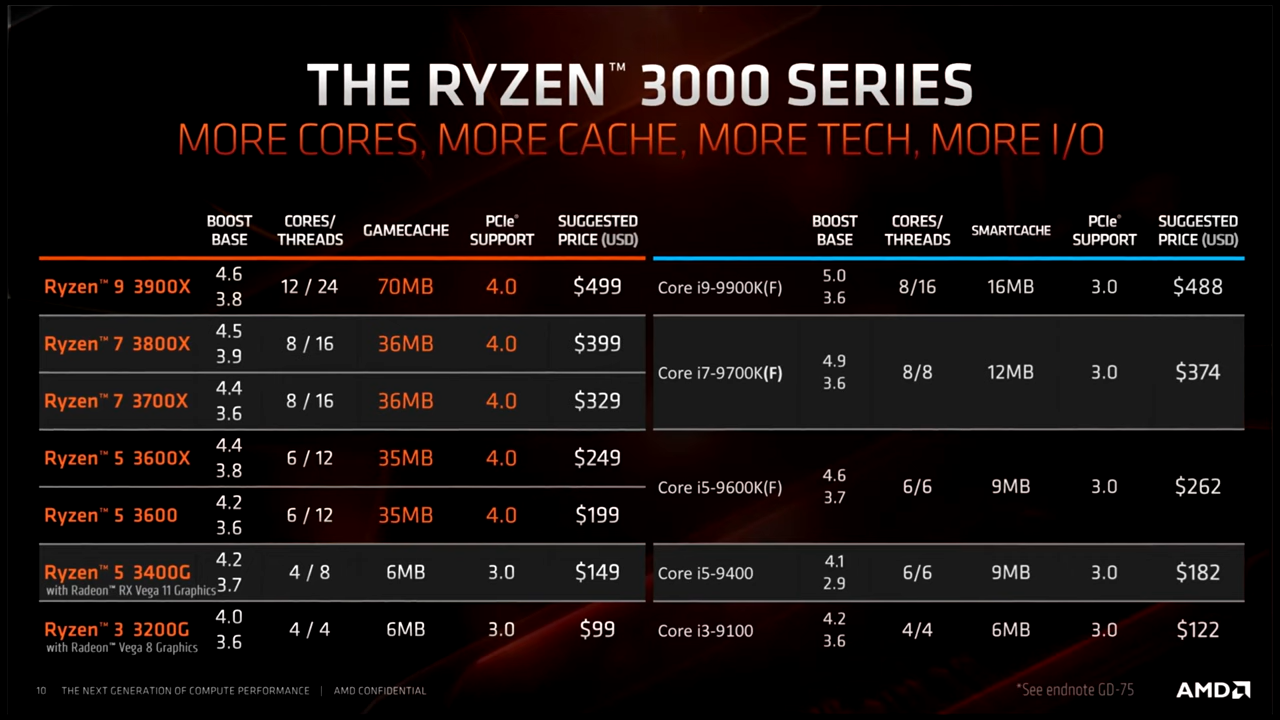 THE RYZEN™ 3000 SERIES
MORE CORES, MORE CACHE, MORE TECH, MORE I/O
BOOST BASE CORES/ THREADS GAMECACHE PCIe® SUPPORT SUGGESTED PRICE (USD)
Ryzen™ 9 3900X 4.6 3.8 12 / 24 70MB 4.0 $499
Ryzen™ 7 3800X 4.5 3.9 8 / 16 36MB 4.0 $399
Ryzen™ 7 3700X 4.4 3.6 8 / 16 36MB 4.0 $329
Ryzen™ 5 3600X 4.4 3.8 6 / 12 35MB 4.0 $249
Ryzen™ 5 3600 4.2 3.6 6 / 12 35MB 4.0 $199
Ryzen™ 5 3400G 4.2 3.7 4 / 8 6MB 3.0 $149
with Radeon™ RX Vega 11 Graphics
Ryzen™ 3 3200G 4.0 3.6 4 / 4 6MB 3.0 $99
with Radeon™ Vega 8 Graphics
BOOST BASE CORES/ THREADS SMARTCACHE PCIe® SUPPORT SUGGESTED PRICE (USD)
Core i9-9900K(F) 5.0 3.6 8/16 16MB 3.0 $488
Core i7-9700K(F) 4.9 3.6 8/8 12MB 3.0 $374
Core i5-9600K(F) 4.6 3.7 6/6 9MB 3.0 $262
Core i5-9400 4.1 2.9 6/6 9MB 3.0 $182
Core i3-9100 4.2 3.6 4/4 6MB 3.0 $122
10 THE NEXT GENERATION OF COMPUTE PERFORMANCE | AMD CONFIDENTIAL
*See endnote GD-75
AMD